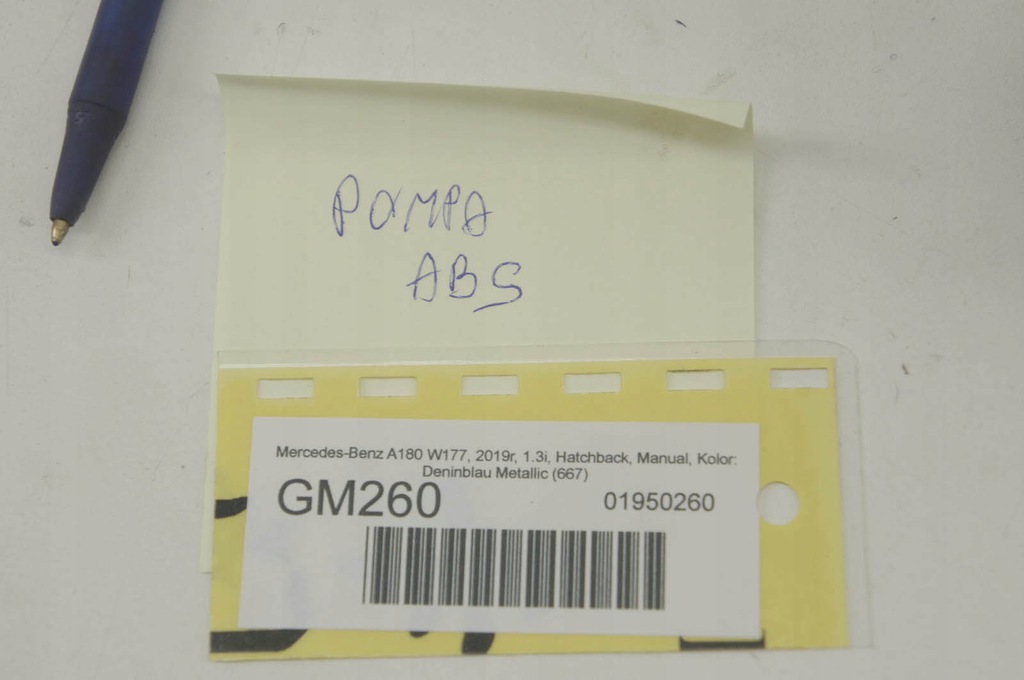 POMPA
ABS
Mercedes-Benz A180 W177, 2019r, 1.3i, Hatchback, Manual, Kolor:
Deninblau Metallic (667)
GM260 01950260